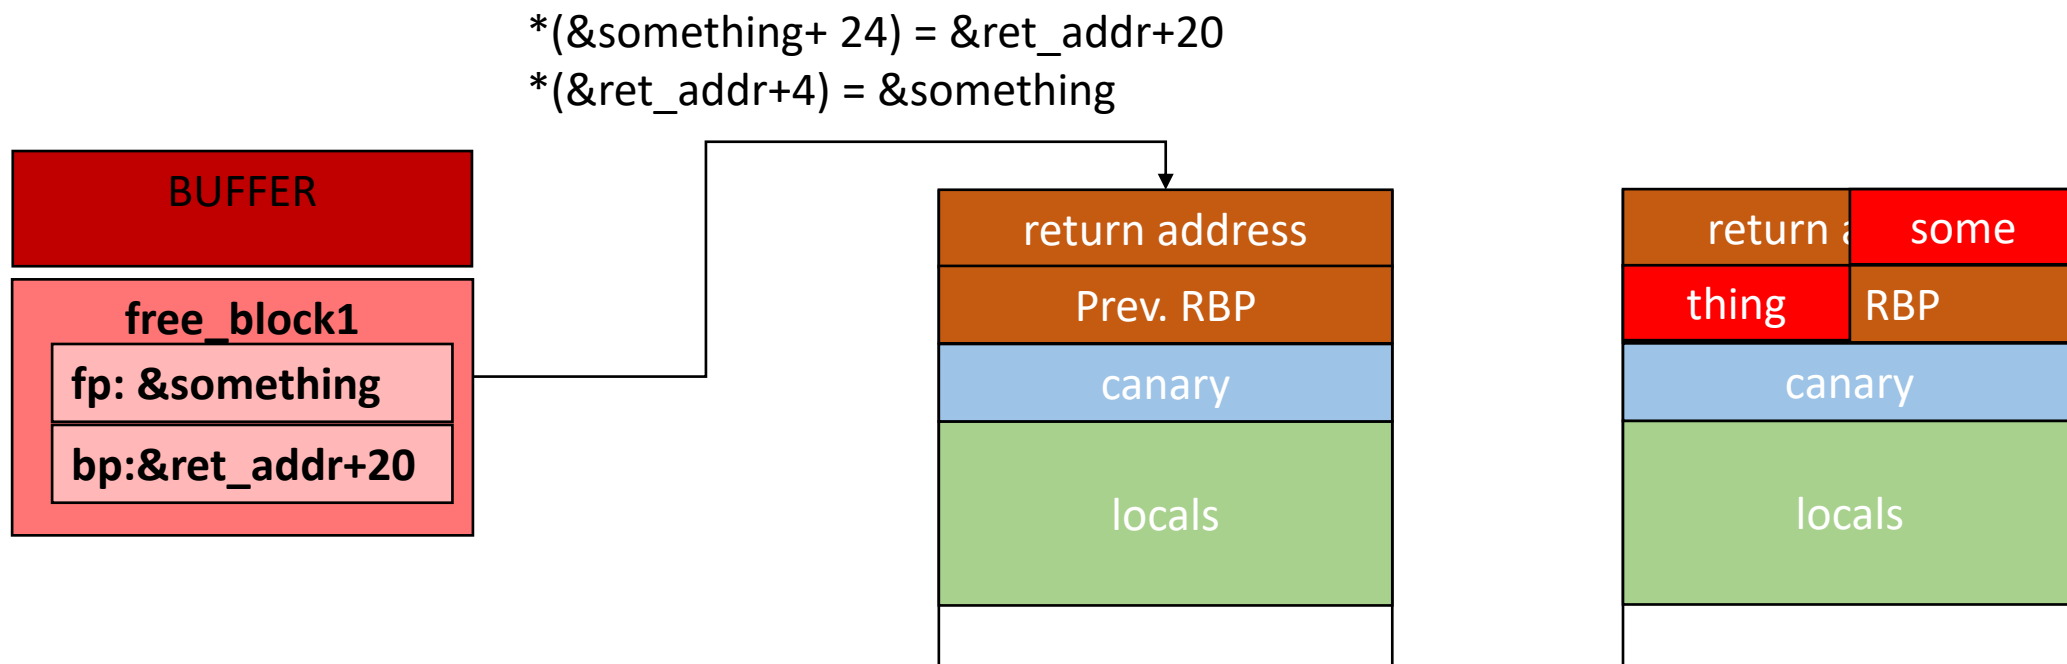 *(&something+ 24) = &ret_addr+20
*(&ret_addr+4) = &something
BUFFER
free_block1
fp: &something
bp:&ret_addr+20
return address
Prev. RBP
canary
locals
return a
some
thing
RBP
canary
locals